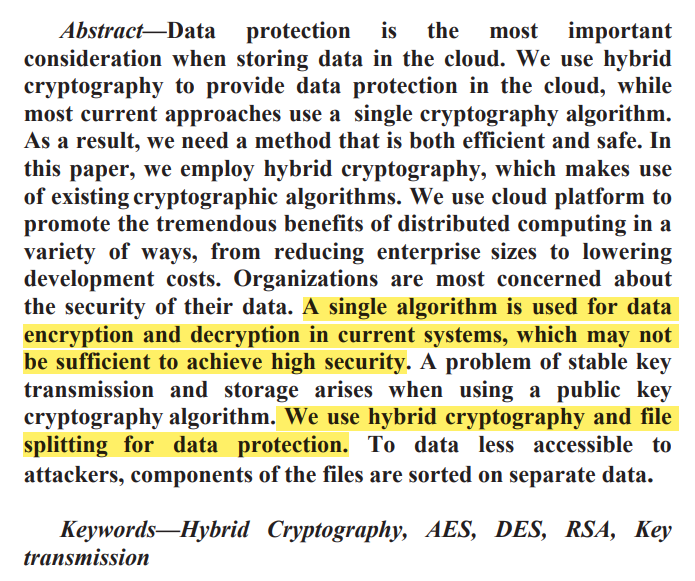 Abstract—Data protection is the most important
consideration when storing data in the cloud. We use hybrid
cryptography to provide data protection in the cloud, while
most current approaches use a single cryptography algorithm.
As a result, we need a method that is both efficient and safe. In
this paper, we employ hybrid cryptography, which makes use
of existing cryptographic algorithms. We use cloud platform to
promote the tremendous benefits of distributed computing in a
variety of ways, from reducing enterprise sizes to lowering
development costs. Organizations are most concerned about
the security of their data. A single algorithm is used for data
encryption and decryption in current systems, which may not
be sufficient to achieve high security. A problem of stable key
transmission and storage arises when using a public key
cryptography algorithm. We use hybrid cryptography and file
splitting for data protection. To data less accessible to
attackers, components of the files are sorted on separate data.
Keywords—Hybrid Cryptography, AES, DES, RSA, Key
transmission